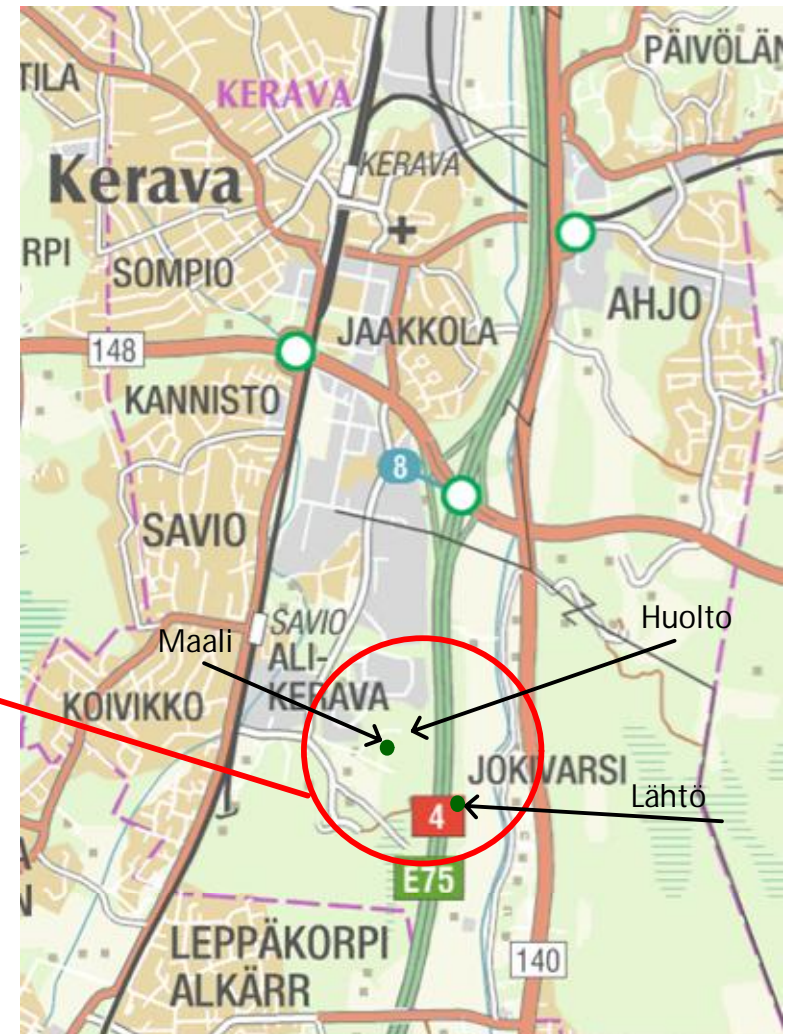 PÄIVÖLÄ
TILA
KERAVA
KERAVA
Kerava
RPI
SOMPIO
AHJO
JAAKKOLA
148
KANNISTO
8
SAVIO
SAVIO
Huolto
Maali
ALI-
KERAVA
KOIVIKKO
JOKIVARSI
Lähtö
4
E75
A
N
LEPPÄKORPI
ALKÄRR
140